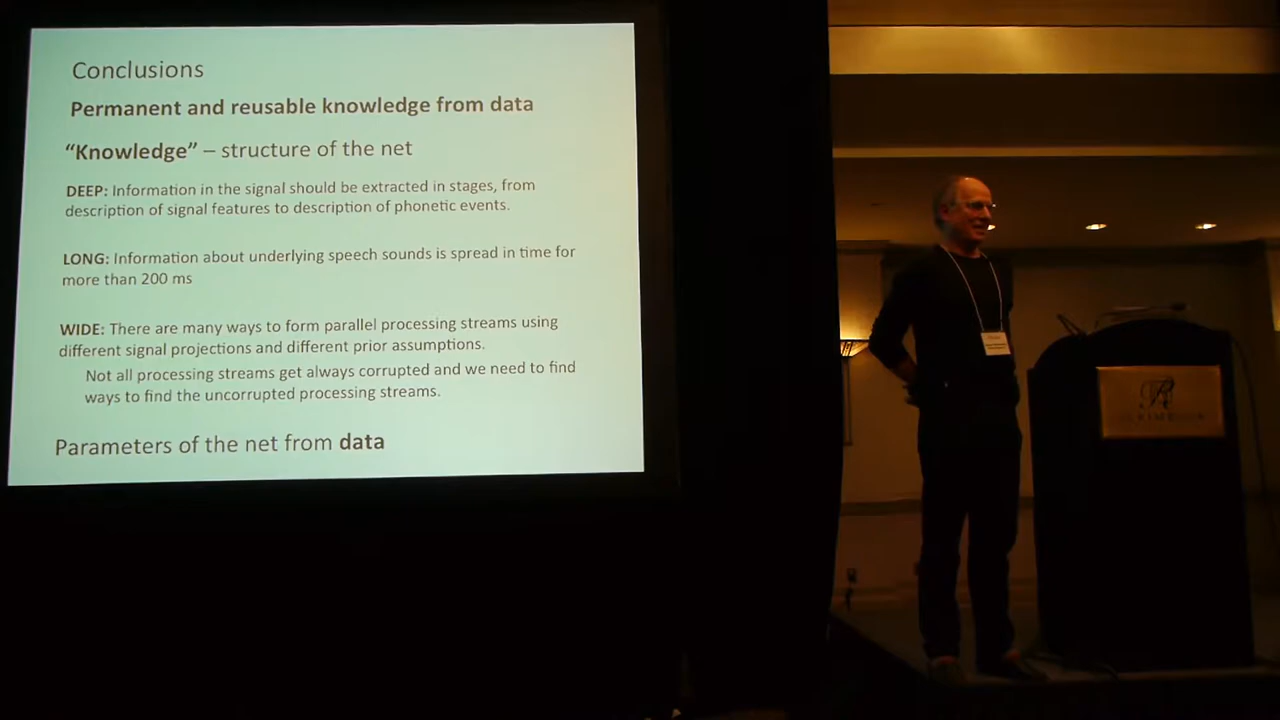 Conclusions
Permanent and reusable knowledge from data
“Knowledge” – structure of the net
DEEP: Information in the signal should be extracted in stages, from
description of signal features to description of phonetic events.
LONG: Information about underlying speech sounds is spread in time for
more than 200 ms
WIDE: There are many ways to form parallel processing streams using
different signal projections and different prior assumptions.
Not all processing streams get always corrupted and we need to find
ways to find the uncorrupted processing streams.
Parameters of the net from data